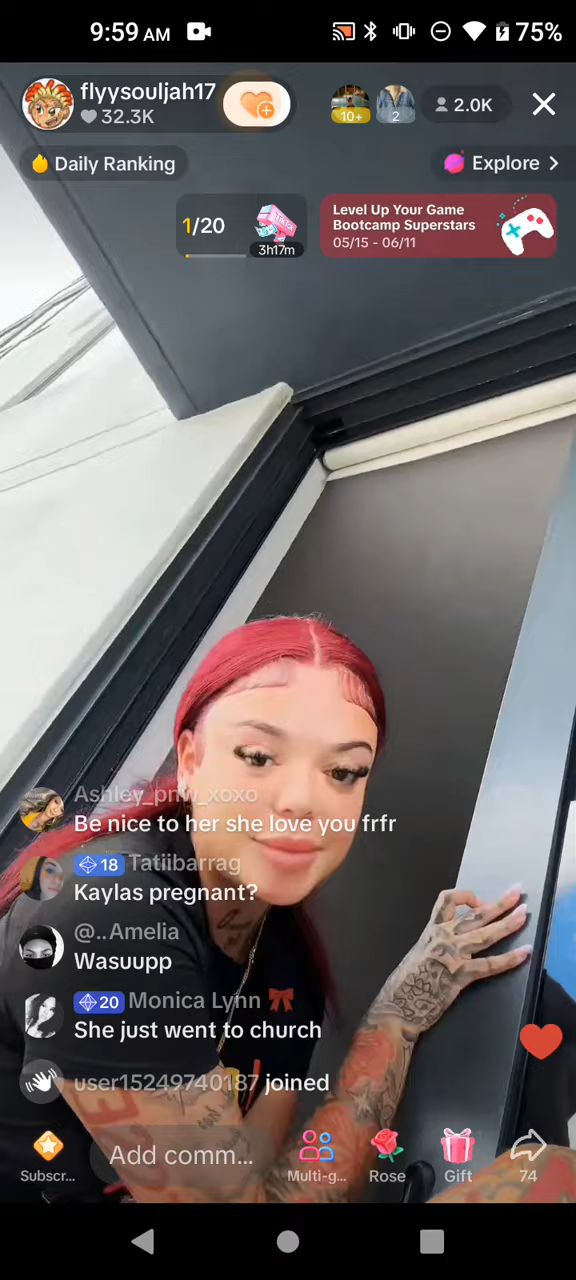 9:59 AM
75%
flyysouljah17
32.3K
10+
2
2.0K
Daily Ranking
Explore
1/20
3h17m
Level Up Your Game
Bootcamp Superstars
05/15 - 06/11
Ashley_pnw_xoxo
Be nice to her she love you frfr
18 Tatiibarrag
Kaylas pregnant?
@..Amelia
Wasuupp
20 Monica Lynn
She just went to church
user15249740187 joined
Add comm...
Subscr...
Multi-g...
Rose
Gift
74